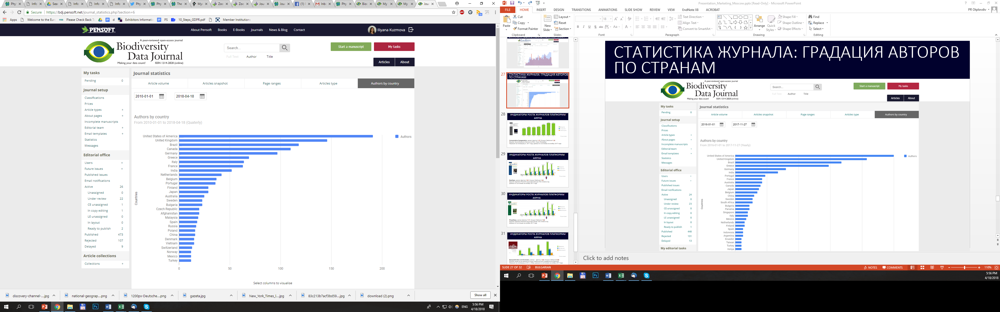 Secure https://bdj.pensoft.net/journal_statistics.php?section=6
Apps Welcome to the Eur Please Check Back T d Exhibitors Informatic PS 10_Steps_GDPR.pdf Member Institutions
PENSOFT. About Pensoft Books E-Books Journals News & Blog Contact Iliyana Kuzmova
A peer-reviewed open-access journal
Biodiversity
Data Journal
Making your data count! ISSN 1314-2828 (online)
Search...
Full Text Author Title
Start a manuscript My tasks
Articles About
My tasks
Pending 0
Journal setup
Classifications
Prices
Article types +
About pages +
Incomplete manuscripts
Editorial team +
Email templates +
Statistics
Messages
Editorial office
Users +
Future issues +
Published issues
Email notifications
Active 26
Unassigned 0
Under review 22
CE unassigned 1
In copy editing 1
LE unassigned 0
In layout 0
Ready to publish 2
Published 473
Rejected 107
Delayed 9
Article collections
Collections +
Journal statistics
Article volume Articles snapshot Page ranges Articles type Authors by country
2010-01-01 2018-04-18
Authors by country
From 2010-01-01 to 2018-04-18 (Quaterly)
Authors
Countries
United States of America
United Kingdom
Brazil
Canada
Germany
Greece
Italy
France
India
Netherlands
Belgium
Portugal
Finland
Japan
Australia
Sweden
Bulgaria
Czech Republic
Afghanistan
Malaysia
Spain
Russia
Poland
China
Denmark
Vietnam
Switzerland
Norway
Mexico
Turkey
0 50 100 150 200
Select columns to visualise
discovery-channel-....jpg national-geograp....png 1200px-Deutsche....png gazeta.jpg New_York_Times_l....jpg 83c213b7acf3bd59....jpg download (2).png Show all
ENG 5:56 PM
4/18/2018
Presentation_Marketing_Moscow.pptx [Read-Only] - Microsoft PowerPoint
FILE HOME INSERT DESIGN TRANSITIONS ANIMATIONS SLIDE SHOW REVIEW VIEW EndNote X8 ACROBAT PR Otplovdiv
Paste Cut
Copy
Format Painter
Clipboard
New
Slide
Layout
Reset
Section
Slides
18
Font
Text Direction
Align Text
Convert to SmartArt
Paragraph
Arrange
Quick
Styles
Shape Fill
Shape Outline
Shape Effects
Drawing
Find
Replace
Select
Editing
ZooKeys
27
СТАТИСТИКА ЖУРНАЛА: ГРАДАЦИЯ АВТОРОВ
ПО СТРАНАМ
28
ИНДИКАТОРЫ РОСТА ЖУРНАЛОВ ПЛАТФОРМЫ
ARPHA
29
ИНДИКАТОРЫ РОСТА ЖУРНАЛОВ ПЛАТФОРМЫ
ARPHA
30
ИНДИКАТОРЫ РОСТА ЖУРНАЛОВ ПЛАТФОРМЫ
ARPHA
31
ИНДИКАТОРЫ РОСТА ЖУРНАЛОВ ПЛАТФОРМЫ
ARPHA
СТАТИСТИКА ЖУРНАЛА: ГРАДАЦИЯ АВТОРОВ
ПО СТРАНАМ
A peer-reviewed open-access journal
Biodiversity
Data Journal
Making your data count! ISSN 1314-2828 (online)
Search...
Full Text Author Title
Start a manuscript My tasks
Articles About
My tasks
Pending 0
Journal setup
Classifications
Prices
Article types +
About pages +
Incomplete manuscripts
Editorial team +
Email templates +
Statistics
Messages
Editorial office
Users +
Future issues +
Published issues
Email notifications
Active 24
Unassigned 0
Under review 23
CE unassigned 0
In copy editing 0
LE unassigned 0
In layout 0
Ready to publish 1
Published 448
Rejected 101
Delayed 13
My editorial tasks
Journal statistics
Article volume Articles snapshot Page ranges Articles type Authors by country
2016-01-01 2017-11-27
Authors by country
From 2016-01-01 to 2017-11-27 (Yearly)
Authors
Countries
United States of America
United Kingdom
Brazil
Greece
Germany
India
Portugal
France
Australia
Canada
Japan
Belgium
China
Sweden
South Africa
Bulgaria
Panama
Singapore
Italy
Mexico
Netherlands
Finland
Spain
Indonesia
Argentina
Ecuador
Taiwan
Turkey
Kenya
Click to add notes
SLIDE 27 OF 32 BULGARIAN NOTES COMMENTS 110%
5:56 PM
4/18/2018